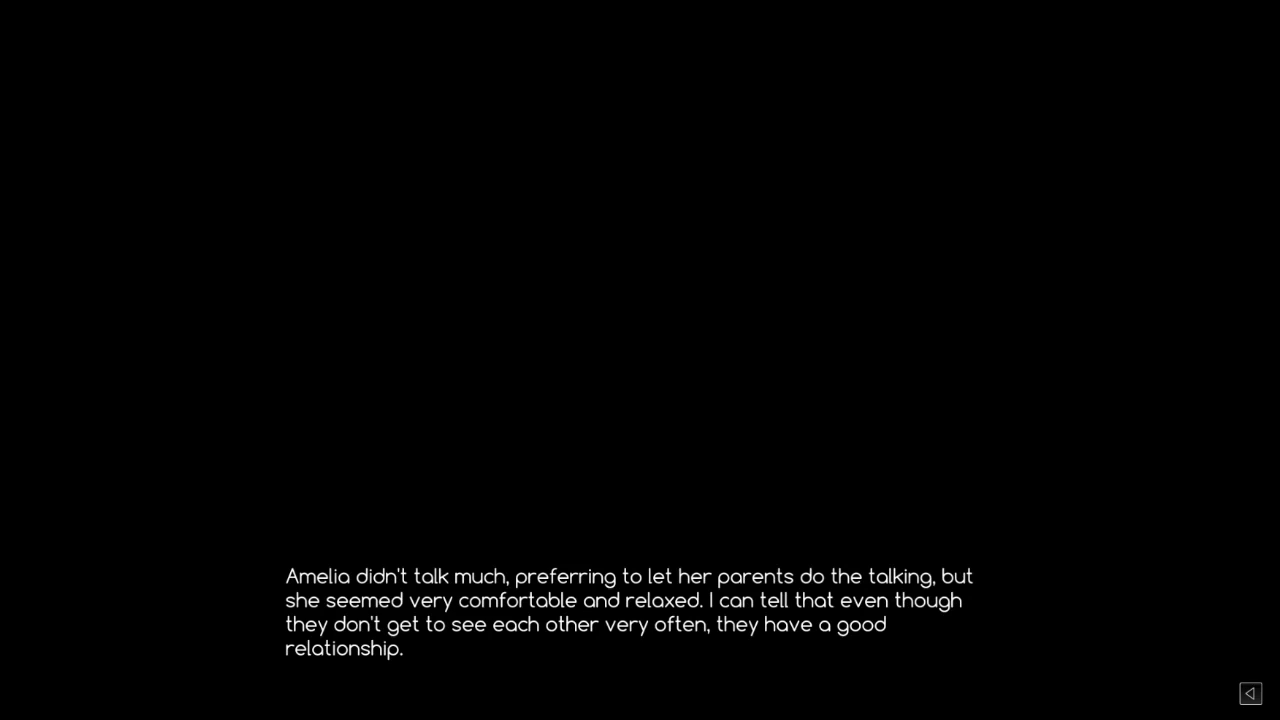 Amelia didn't talk much, preferring to let her parents do the talking, but
she seemed very comfortable and relaxed. I can tell that even though
they don't get to see each other very often, they have a good
relationship.